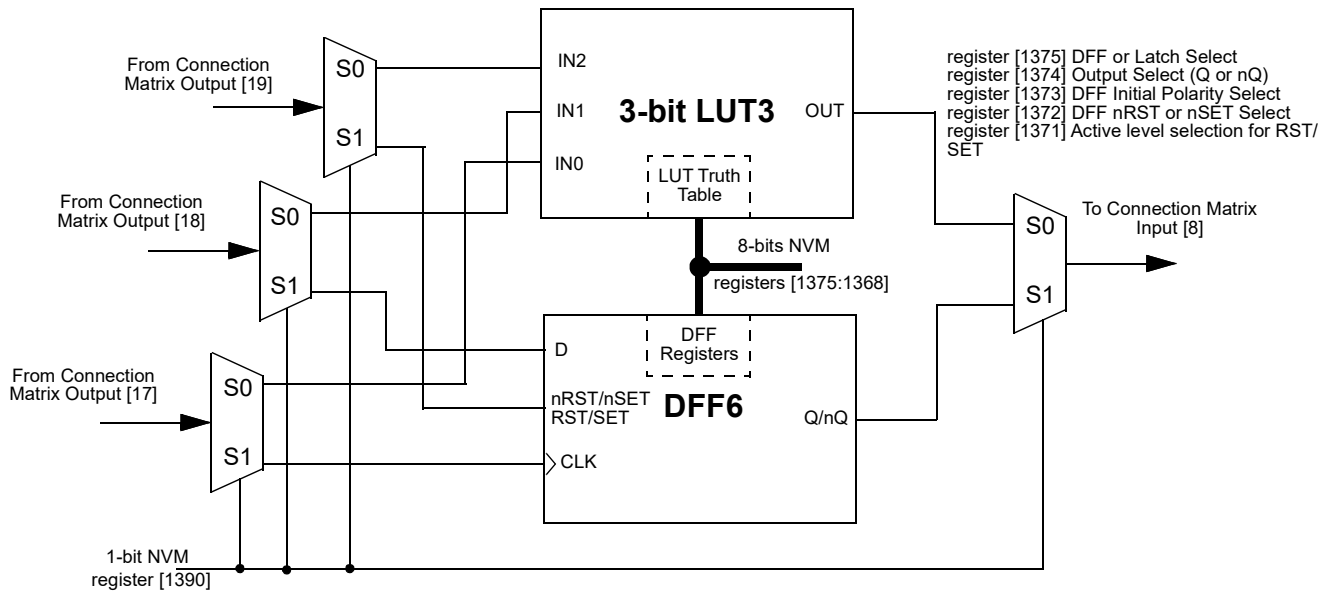 From Connection
Matrix Output [19]
S0
S1
IN2
IN1
IN0
3-bit LUT3
OUT
LUT Truth
Table
register [1375] DFF or Latch Select
register [1374] Output Select (Q or nQ)
register [1373] DFF Initial Polarity Select
register [1372] DFF nRST or nSET Select
register [1371] Active level selection for RST/
SET
From Connection
Matrix Output [18]
S0
S1
8-bits NVM
registers [1375:1368]
To Connection Matrix
Input [8]
S0
S1
From Connection
Matrix Output [17]
S0
S1
D
nRST/nSET
RST/SET
CLK
DFF
Registers
DFF6
Q/nQ
1-bit NVM
register [1390]